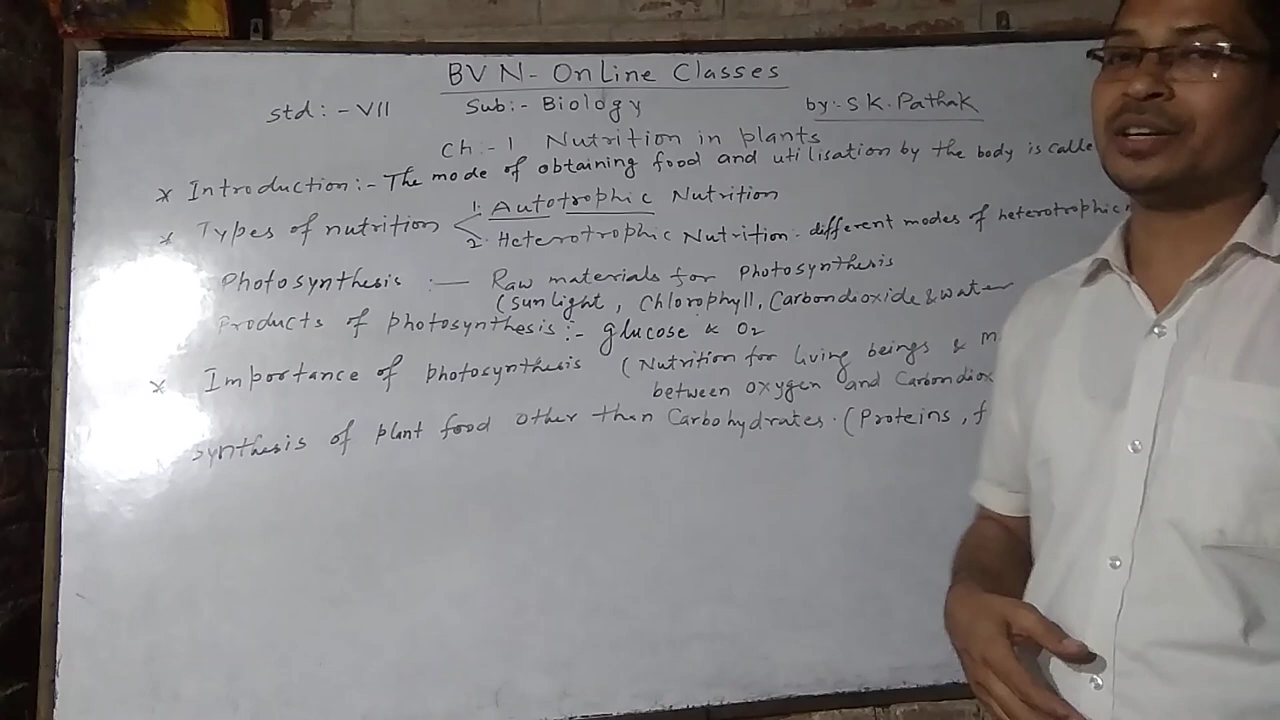 BVN - Online Classes
std: - VII Sub:- Biology by:- S K. Pathak
Ch:- 1 Nutrition in plants
* Introduction:- The mode of obtaining food and utilisation by the body is calle
* Types of nutrition 1. Autotrophic Nutrition
2. Heterotrophic Nutrition - different modes of heterotrophic
Photosynthesis :— Raw materials for Photosynthesis
(Sunlight, Chlorophyll, Carbondioxide & water
Products of photosynthesis:- glucose & O2
* Importance of photosynthesis (Nutrition for living beings & M
between oxygen and Carbondiox
synthesis of plant food other than Carbohydrates. (Proteins, f